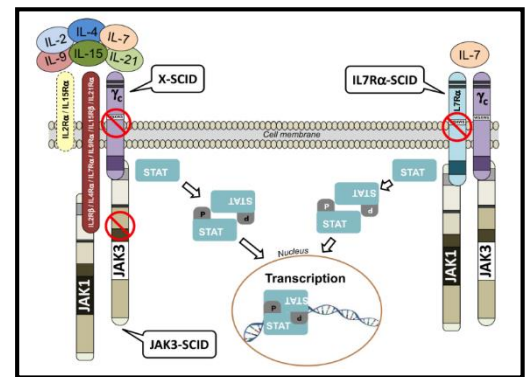 IL-2
IL-4
IL-7
IL-9
IL-15
IL-21
X-SCID
IL-7
IL7Rα-SCID
IL2Rα / IL15Rα
IL2Rβ / IL4Rα / IL7Rα / IL9Rα / IL15Rβ / IL21Rα
γc
WSXWS
IL7Rα
γc
WSXWS
Cell membrane
STAT
STAT
STAT
P
P
STAT
STAT
P
P
STAT
Nucleus
Transcription
STAT
P
P
STAT
JAK1
JAK3
JAK1
JAK3
JAK3-SCID